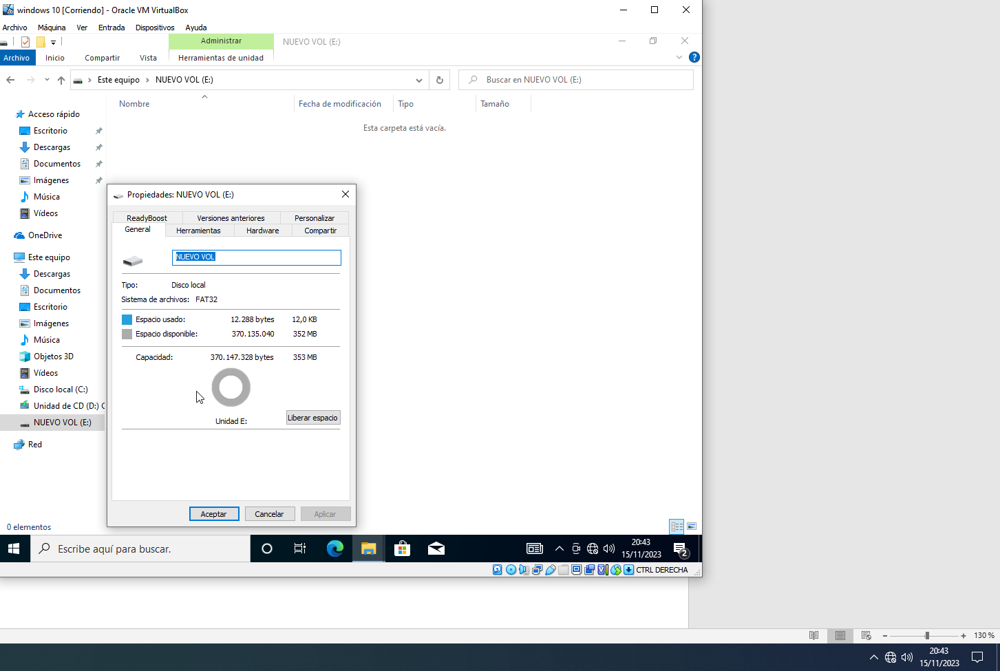 windows 10 [Corriendo] - Oracle VM VirtualBox
Archivo Máquina Ver Entrada Dispositivos Ayuda
Administrar NUEVO VOL (E:)
Archivo Inicio Compartir Vista Herramientas de unidad
Este equipo NUEVO VOL (E:) Buscar en NUEVO VOL (E:)
Nombre Fecha de modificación Tipo Tamaño
Esta carpeta está vacía.
Acceso rápido
Escritorio
Descargas
Documentos
Imágenes
Música
Vídeos
OneDrive
Este equipo
Descargas
Documentos
Escritorio
Imágenes
Música
Objetos 3D
Vídeos
Disco local (C:)
Unidad de CD (D:) C
NUEVO VOL (E:)
Red
Propiedades: NUEVO VOL (E:)
ReadyBoost Versiones anteriores Personalizar
General Herramientas Hardware Compartir
NUEVO VOL
Tipo: Disco local
Sistema de archivos: FAT32
Espacio usado: 12.288 bytes 12,0 KB
Espacio disponible: 370.135.040 352 MB
Capacidad: 370.147.328 bytes 353 MB
Unidad E: Liberar espacio
Aceptar Cancelar Aplicar
0 elementos
Escribe aquí para buscar.
20:43
15/11/2023
2
CTRL DERECHA
130 %
20:43
15/11/2023